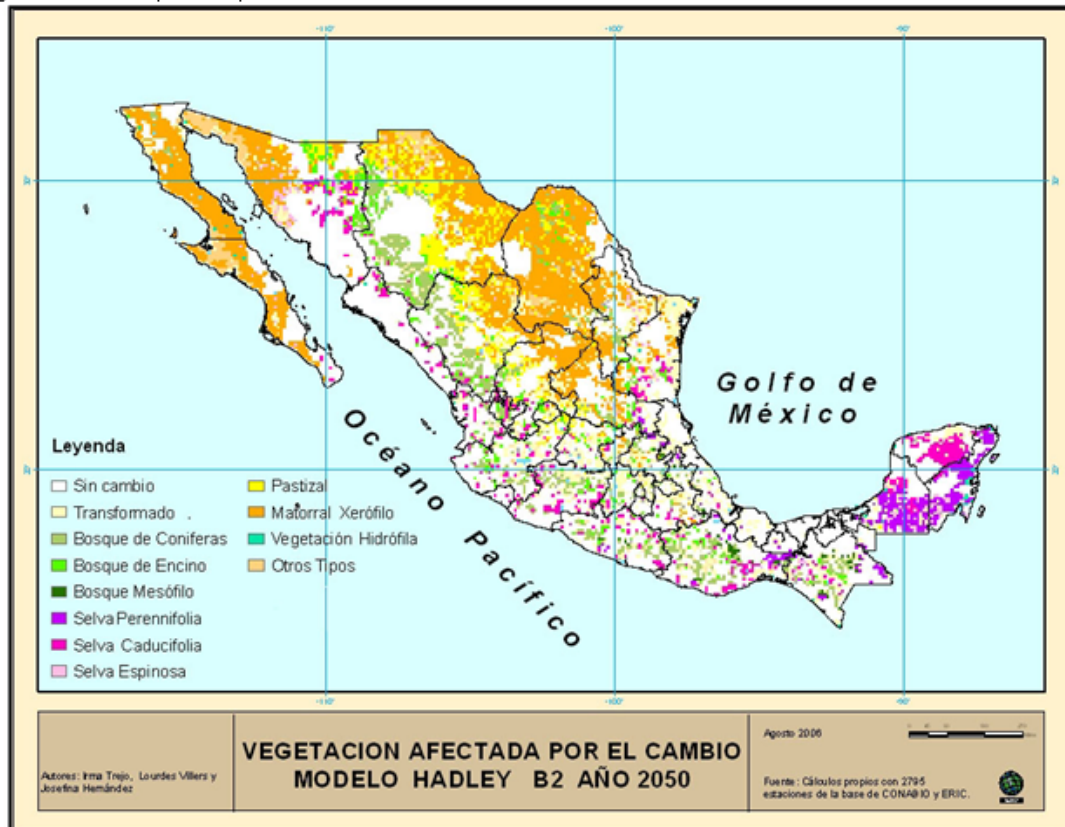 -110°
-100°
-90°
Golfo de
México
Océano Pacífico
Leyenda
Sin cambio
Transformado
Bosque de Coniferas
Bosque de Encino
Bosque Mesófilo
Selva Perennifolia
Selva Caducifolia
Selva Espinosa
Pastizal
Matorral Xerófilo
Vegetación Hidrófila
Otros Tipos
Autores: Irma Trejo, Lourdes Villers y
Josefina Hernández
VEGETACION AFECTADA POR EL CAMBIO
MODELO HADLEY B2 AÑO 2050
Agosto 2006
Fuente: Cálculos propios con 2795
estaciones de la base de CONABIO y ERIC.